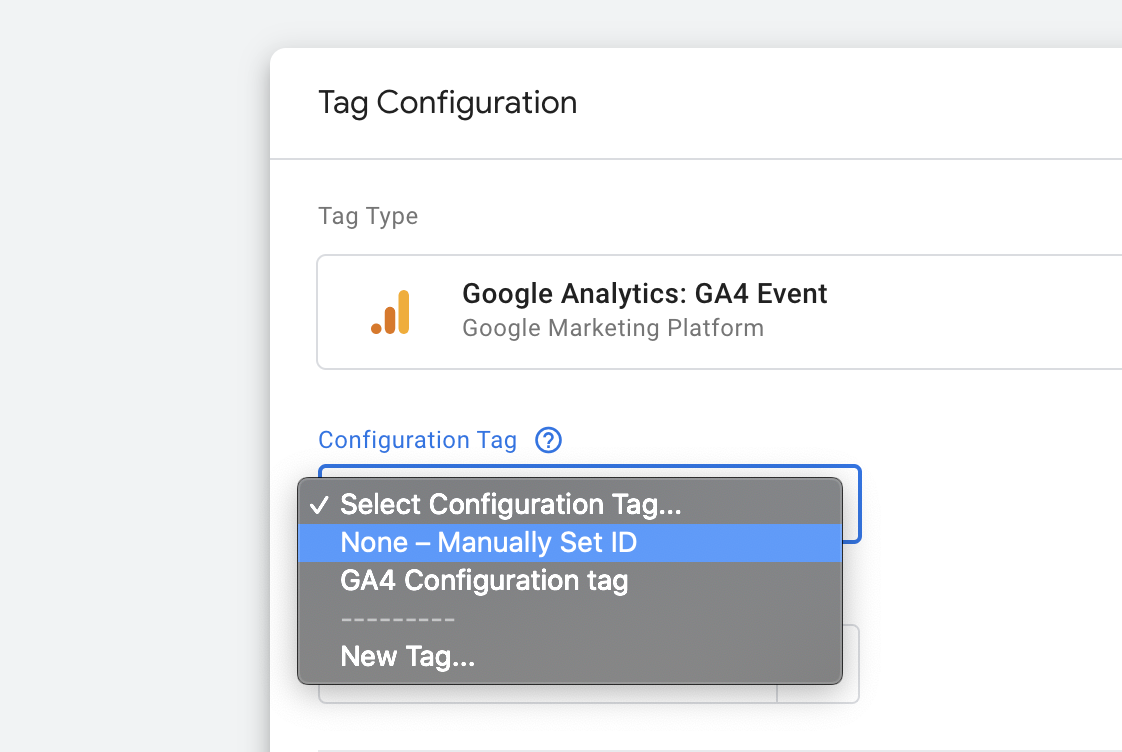 Tag Configuration
Tag Type
Google Analytics: GA4 Event
Google Marketing Platform
Configuration Tag ?
✓ Select Configuration Tag...
None – Manually Set ID
GA4 Configuration tag
---------
New Tag...